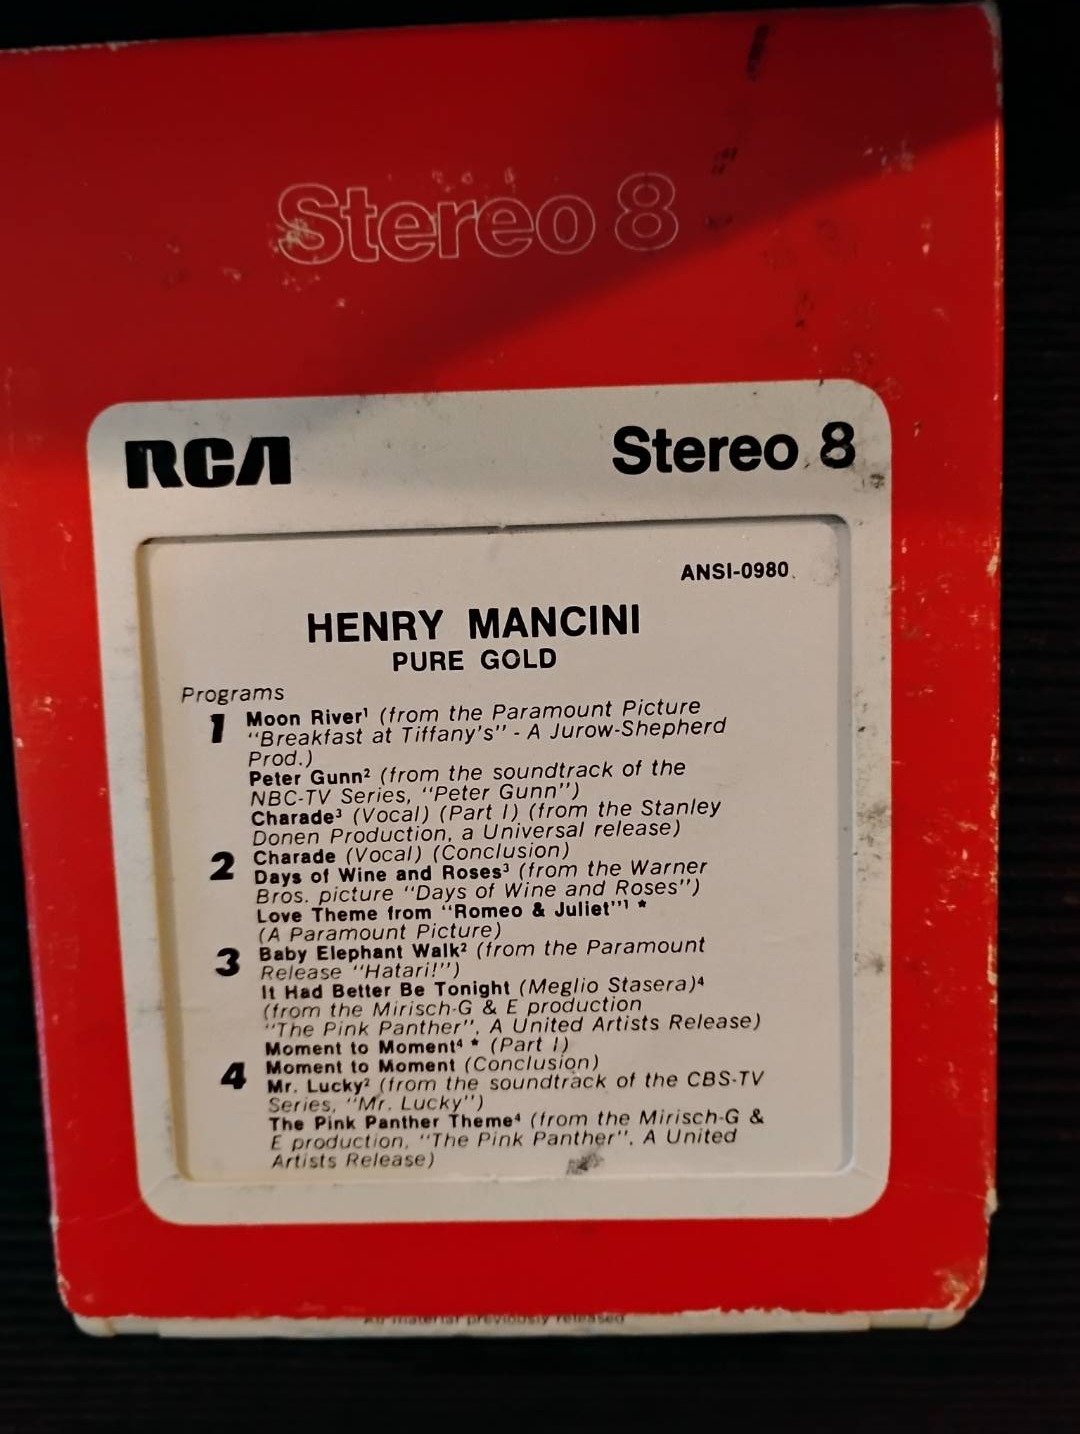 Stereo 8
RCA Stereo 8
ANSI-0980
HENRY MANCINI
PURE GOLD
Programs
1 Moon River¹ (from the Paramount Picture
"Breakfast at Tiffany's" - A Jurow-Shepherd
Prod.)
Peter Gunn² (from the soundtrack of the
NBC-TV Series, "Peter Gunn")
Charade³ (Vocal) (Part I) (from the Stanley
Donen Production, a Universal release)
2 Charade (Vocal) (Conclusion)
Days of Wine and Roses³ (from the Warner
Bros. picture "Days of Wine and Roses")
Love Theme from "Romeo & Juliet"¹ *
(A Paramount Picture)
3 Baby Elephant Walk² (from the Paramount
Release "Hatari!")
It Had Better Be Tonight (Meglio Stasera)⁴
(from the Mirisch-G & E production
"The Pink Panther", A United Artists Release)
Moment to Moment⁴ * (Part I)
4 Moment to Moment (Conclusion)
Mr. Lucky² (from the soundtrack of the CBS-TV
Series, "Mr. Lucky")
The Pink Panther Theme⁴ (from the Mirisch-G &
E production, "The Pink Panther", A United
Artists Release)
All material previously released